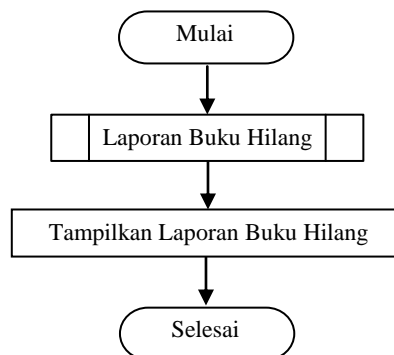 Mulai
Laporan Buku Hilang
Tampilkan Laporan Buku Hilang
Selesai